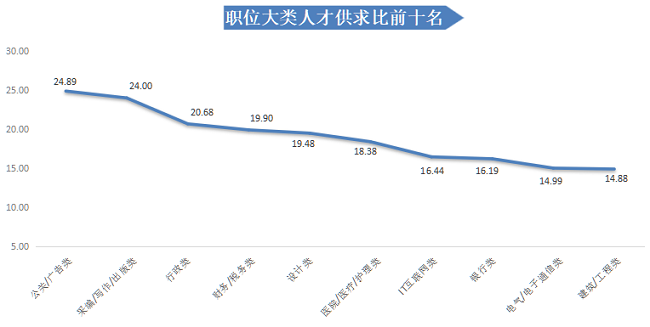 职位大类人才供求比前十名
30.00
25.00
20.00
15.00
10.00
5.00
24.89
24.00
20.68
19.90
19.48
18.38
16.44
16.19
14.99
14.88
公关/广告类
采编/写作/出版类
行政类
财务/税务类
设计类
医院/医疗/护理类
IT互联网类
银行类
电气/电子通信类
建筑/工程类